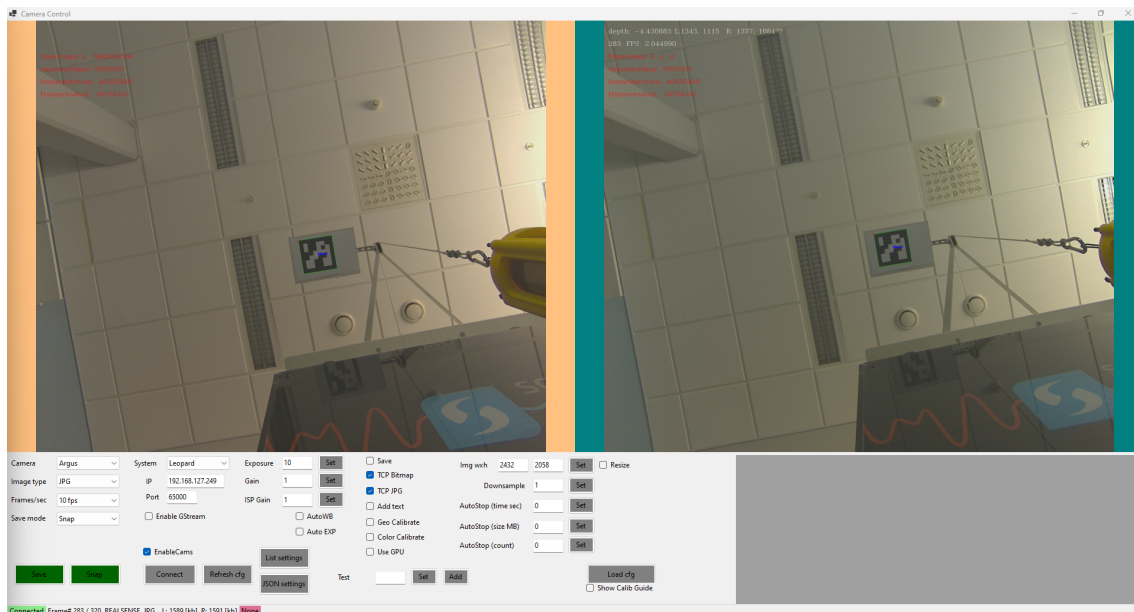 Camera Control
depth: -4.430883 L:1343, 1115 R: 1377, 1084
283 FPS: 2.044990
Camera Argus System Leopard Exposure 10 Set Save Img wxh 2432 2058 Set Resize
Image type JPG IP 192.168.127.249 Gain 1 Set TCP Bitmap Downsample 1 Set
Frames/sec 10 fps Port 65000 ISP Gain 1 Set TCP JPG AutoStop (time sec) 0 Set
Save mode Snap Enable GStream AutoWB Add text AutoStop (size MB) 0 Set
Auto EXP Geo Calibrate AutoStop (count) 0 Set
Color Calibrate
EnableCams List settings Use GPU
Save Snap Connect Refresh cfg JSON settings Test Set Add Load cfg
Show Calib Guide
Connected Frame# 283 / 320 REALSENSE JPG L: 1589 [kb] R: 1591 [kb] None